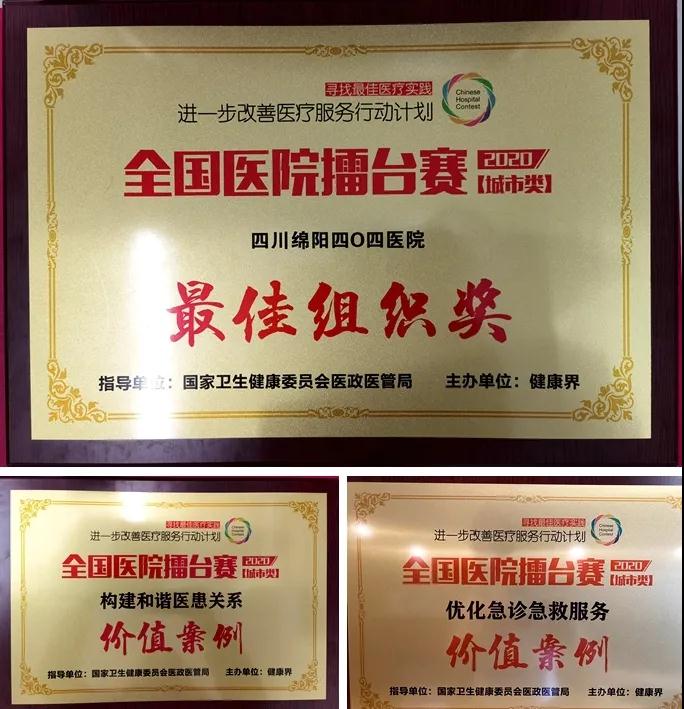 寻找最佳医疗实践
进一步改善医疗服务行动计划
Chinese
Hospital
Contest
全国医院擂台赛 2020/
【城市类】
四川绵阳四O四医院
最佳组织奖
指导单位：国家卫生健康委员会医政医管局 主办单位：健康界
寻找最佳医疗实践
进一步改善医疗服务行动计划
Chinese
Hospital
Contest
全国医院擂台赛 2020/
【城市类】
构建和谐医患关系
价值案例
指导单位：国家卫生健康委员会医政医管局 主办单位：健康界
寻找最佳医疗实践
进一步改善医疗服务行动计划
Chinese
Hospital
Contest
全国医院擂台赛 2020/
【城市类】
优化急诊急救服务
价值案例
指导单位：国家卫生健康委员会医政医管局 主办单位：健康界